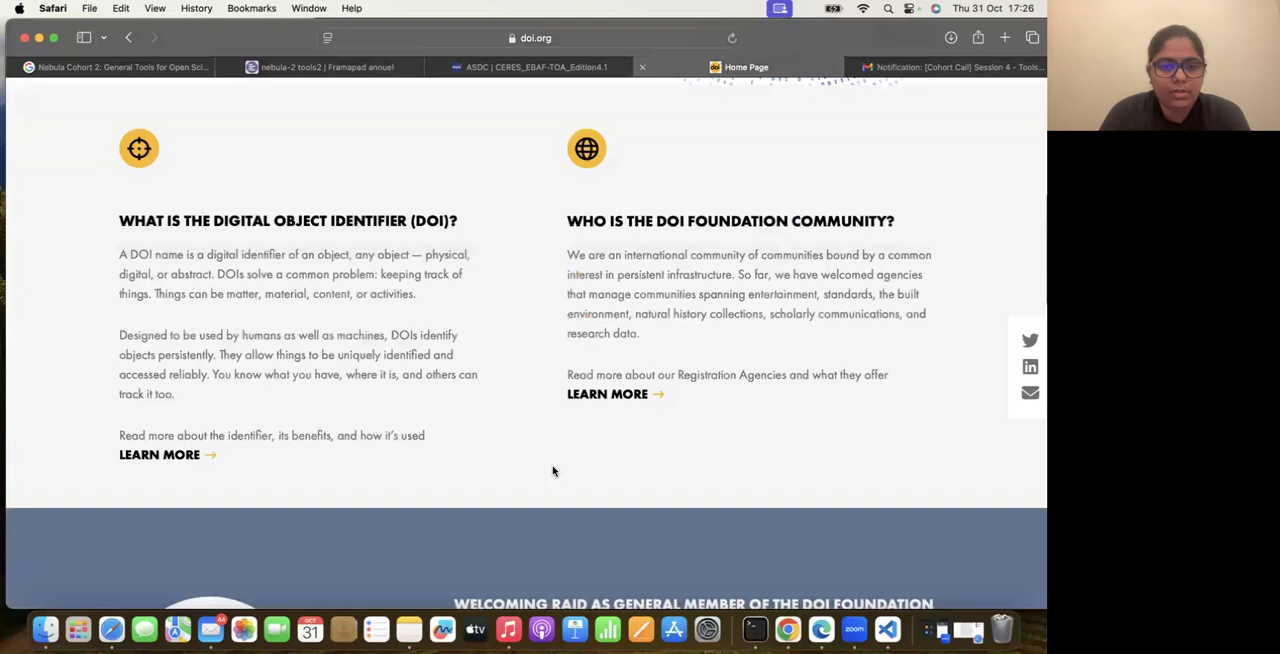 Safari File Edit View History Bookmarks Window Help Thu 31 Oct 17:26
doi.org
Nebula Cohort 2: General Tools for Open Sci... nebula-2 tools2 | Framapad annuel ASDC | CERES_EBAF-TOA_Edition4.1 doi Home Page Notification: [Cohort Call] Session 4 - Tools...
WHAT IS THE DIGITAL OBJECT IDENTIFIER (DOI)?
A DOI name is a digital identifier of an object, any object — physical,
digital, or abstract. DOIs solve a common problem: keeping track of
things. Things can be matter, material, content, or activities.
Designed to be used by humans as well as machines, DOIs identify
objects persistently. They allow things to be uniquely identified and
accessed reliably. You know what you have, where it is, and others can
track it too.
Read more about the identifier, its benefits, and how it's used
LEARN MORE →
WHO IS THE DOI FOUNDATION COMMUNITY?
We are an international community of communities bound by a common
interest in persistent infrastructure. So far, we have welcomed agencies
that manage communities spanning entertainment, standards, the built
environment, natural history collections, scholarly communications, and
research data.
Read more about our Registration Agencies and what they offer
LEARN MORE →
WELCOMING RAID AS GENERAL MEMBER OF THE DOI FOUNDATION
44
OCT
31
tv
zoom